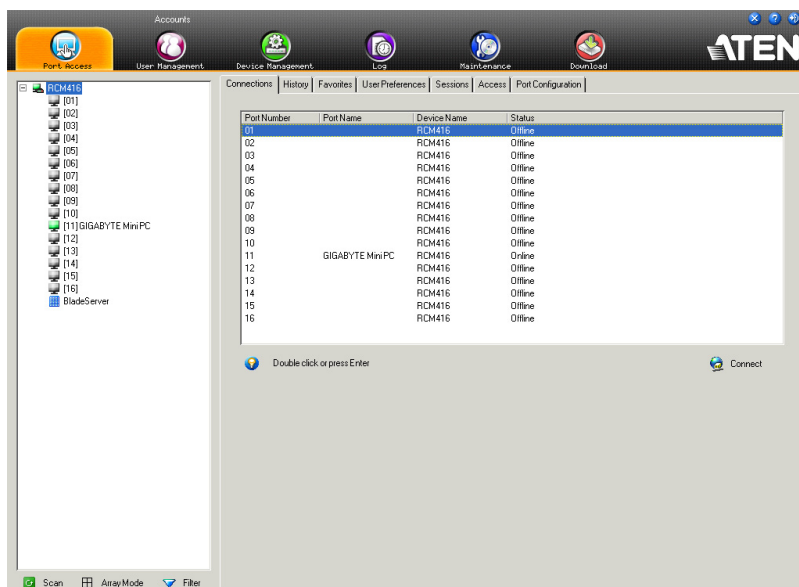 Accounts
ATEN
Port Access User Management Device Management Log Maintenance Download
RCM416
[01]
[02]
[03]
[04]
[05]
[06]
[07]
[08]
[09]
[10]
[11]GIGABYTE Mini PC
[12]
[13]
[14]
[15]
[16]
BladeServer
Connections History Favorites User Preferences Sessions Access Port Configuration
Port Number Port Name Device Name Status
01 RCM416 Offline
02 RCM416 Offline
03 RCM416 Offline
04 RCM416 Offline
05 RCM416 Offline
06 RCM416 Offline
07 RCM416 Offline
08 RCM416 Offline
09 RCM416 Offline
10 RCM416 Offline
11 GIGABYTE Mini PC RCM416 Online
12 RCM416 Offline
13 RCM416 Offline
14 RCM416 Offline
15 RCM416 Offline
16 RCM416 Offline
Double click or press Enter
Connect
Scan Array Mode Filter